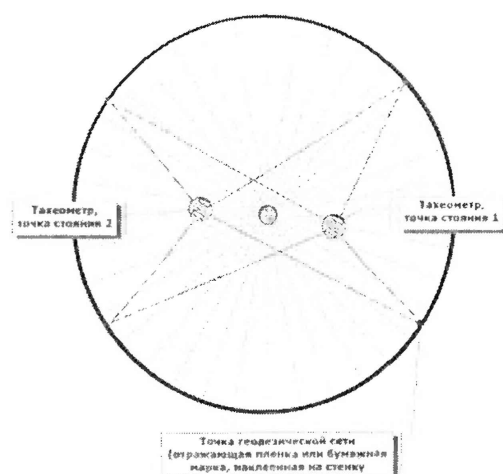 Тахеометр,
точка стояния 2
Тахеометр,
точка стояния 1
Точка геодезической сети
(отражающая пленка или бумажная
марка, наклеенная на стенку